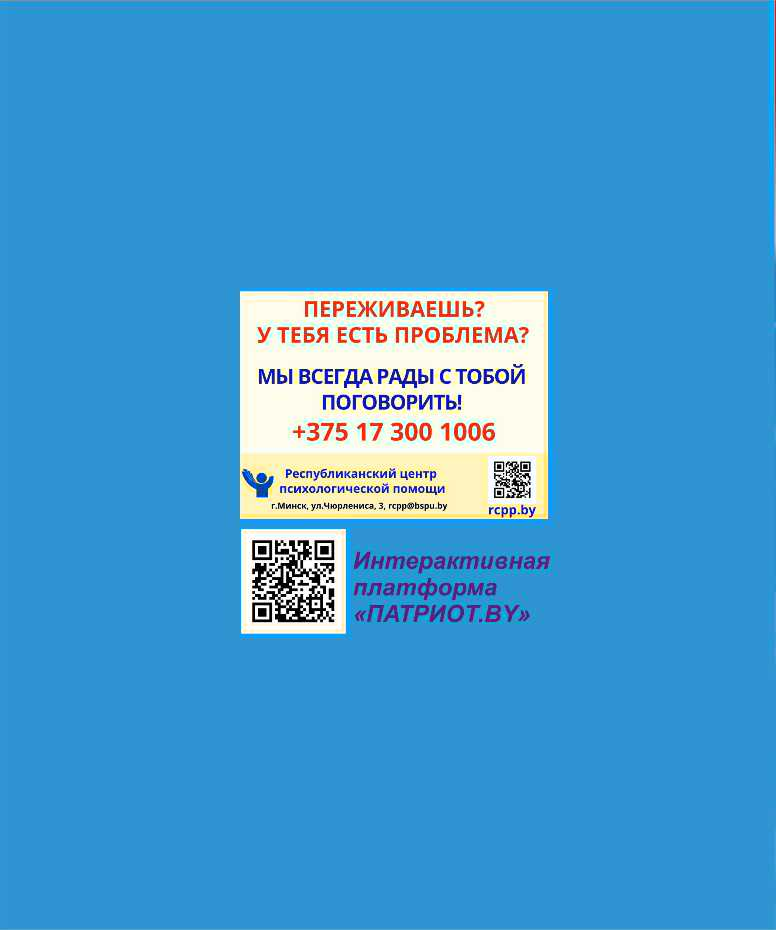 ПЕРЕЖИВАЕШЬ?
У ТЕБЯ ЕСТЬ ПРОБЛЕМА?
МЫ ВСЕГДА РАДЫ С ТОБОЙ
ПОГОВОРИТЬ!
+375 17 300 1006
Республиканский центр
психологической помощи
г.Минск, ул.Чюрлениса, 3, rcpp@bspu.by
rcpp.by
Интерактивная
платформа
«ПАТРИОТ.BY»